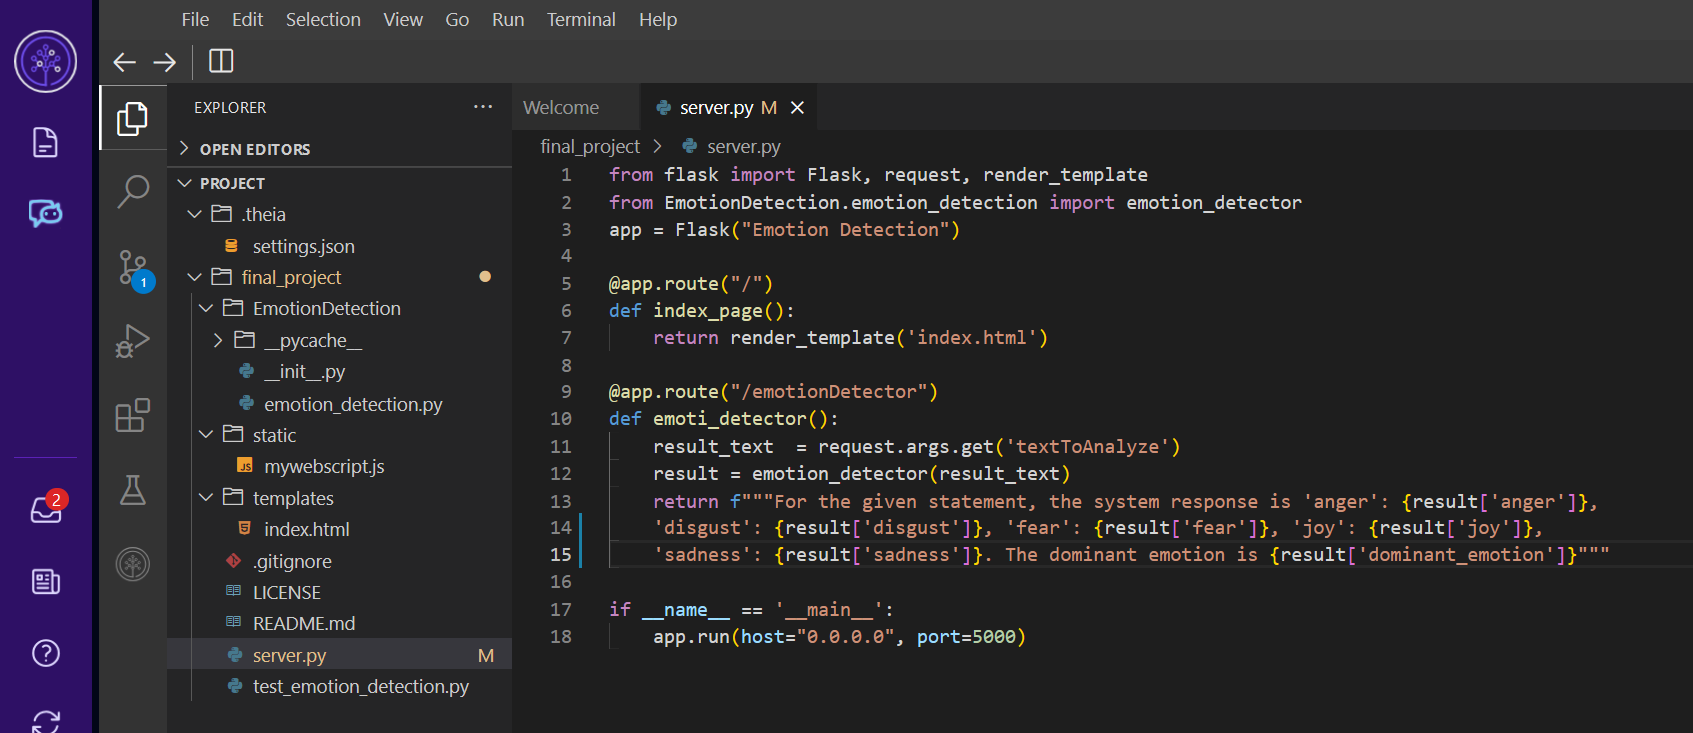 File Edit Selection View Go Run Terminal Help
EXPLORER
OPEN EDITORS
PROJECT
.theia
settings.json
final_project
EmotionDetection
__pycache__
__init__.py
emotion_detection.py
static
JS mywebscript.js
templates
index.html
.gitignore
LICENSE
README.md
server.py M
test_emotion_detection.py
1
2
Welcome server.py M
final_project server.py
1 from flask import Flask, request, render_template
2 from EmotionDetection.emotion_detection import emotion_detector
3 app = Flask("Emotion Detection")
4
5 @app.route("/")
6 def index_page():
7     return render_template('index.html')
8
9 @app.route("/emotionDetector")
10 def emoti_detector():
11     result_text  = request.args.get('textToAnalyze')
12     result = emotion_detector(result_text)
13     return f"""For the given statement, the system response is 'anger': {result['anger']},
14     'disgust': {result['disgust']}, 'fear': {result['fear']}, 'joy': {result['joy']},
15     'sadness': {result['sadness']}. The dominant emotion is {result['dominant_emotion']}"""
16
17 if __name__ == '__main__':
18     app.run(host="0.0.0.0", port=5000)